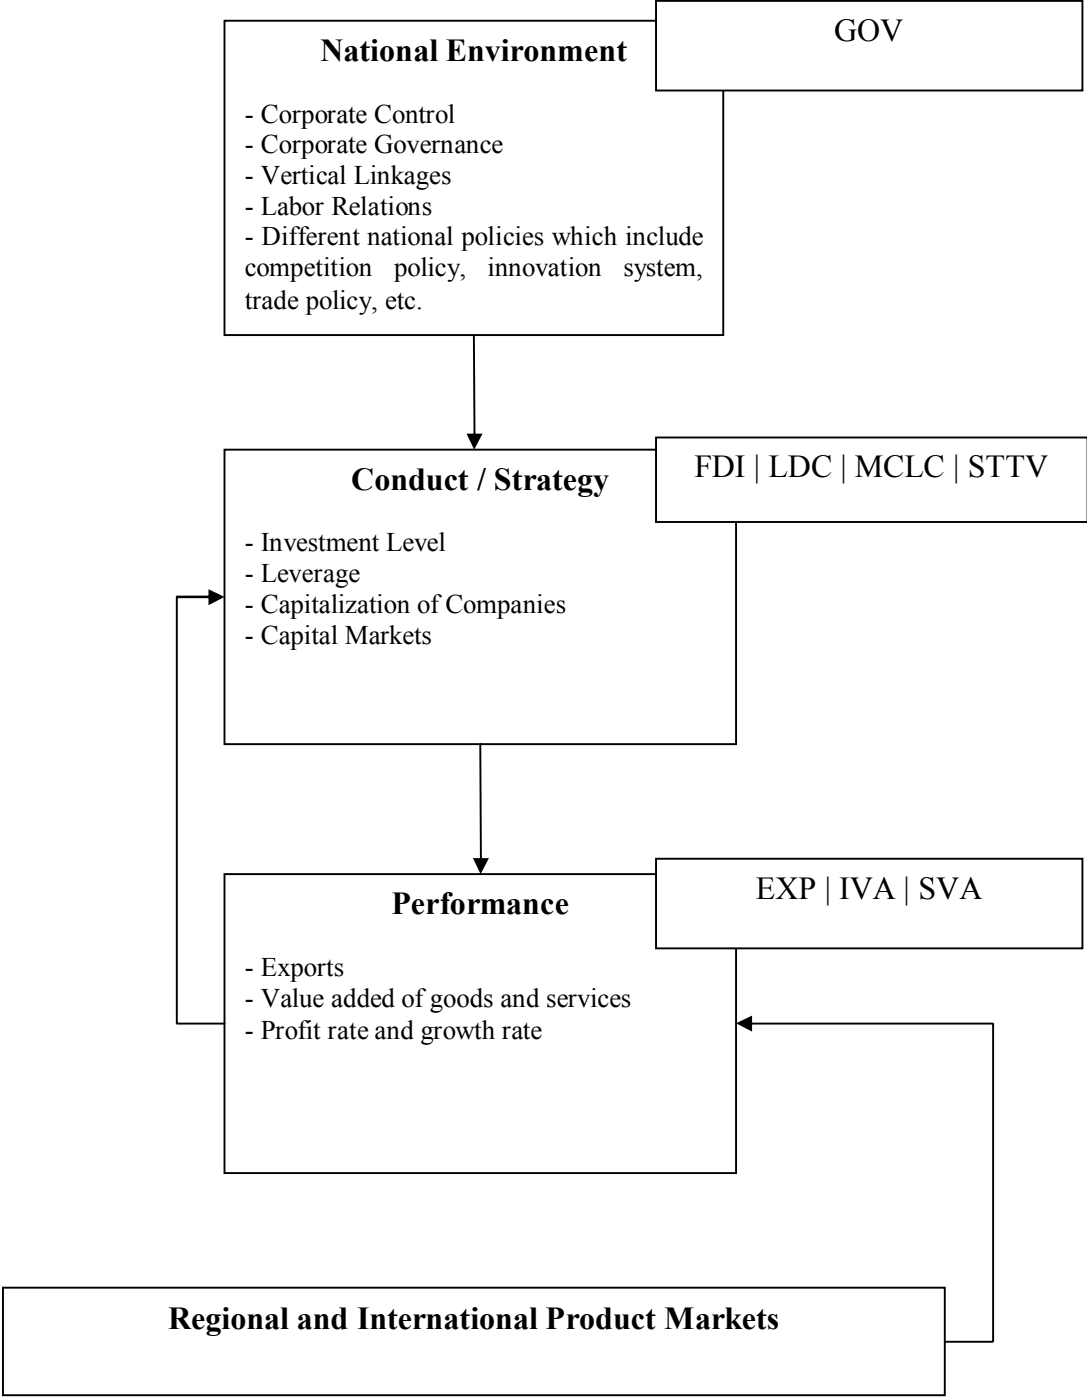 National Environment
GOV
- Corporate Control
- Corporate Governance
- Vertical Linkages
- Labor Relations
- Different national policies which include
competition policy, innovation system,
trade policy, etc.
Conduct / Strategy
FDI | LDC | MCLC | STTV
- Investment Level
- Leverage
- Capitalization of Companies
- Capital Markets
Performance
EXP | IVA | SVA
- Exports
- Value added of goods and services
- Profit rate and growth rate
Regional and International Product Markets